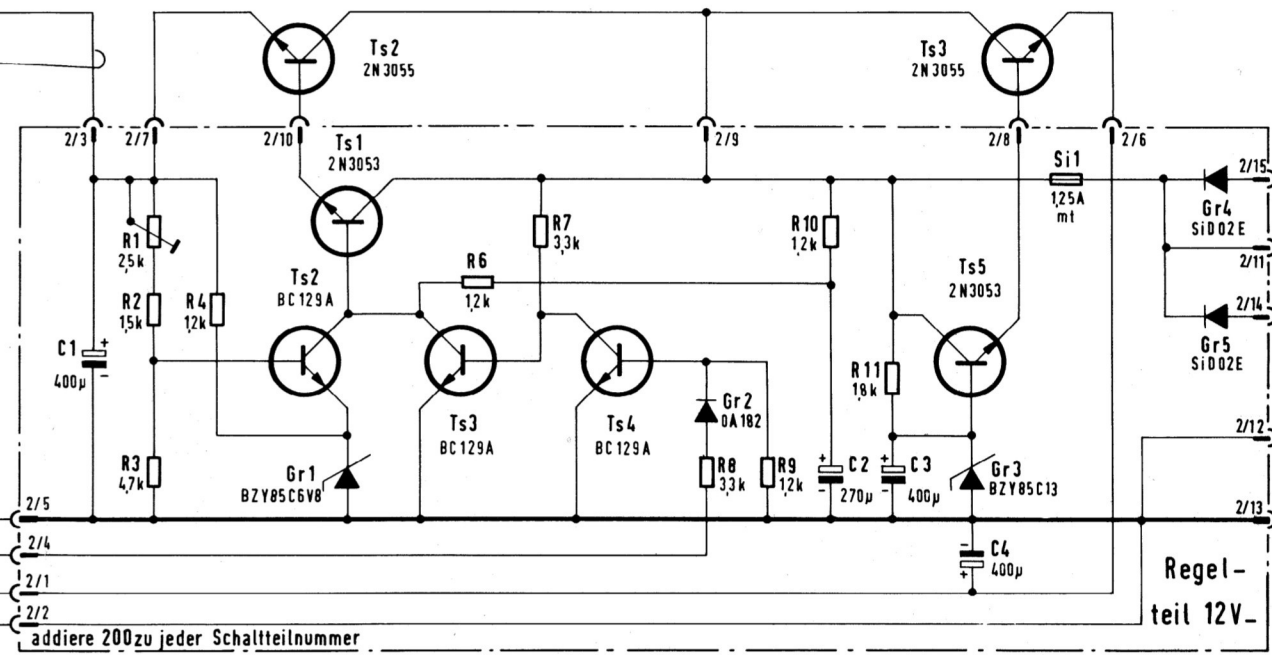 Ts2
2N3055
Ts3
2N3055
2/3
2/7
2/10
2/9
2/8
2/6
Ts1
2N3053
Si1
1,25A
mt
2/15
Gr4
SiD02E
2/11
2/14
Gr5
SiD02E
R1
2,5k
R2
1,5k
R4
1,2k
Ts2
BC129A
R6
1,2k
R7
3,3k
R10
1,2k
Ts5
2N3053
C1
+
400µ
-
Ts3
BC129A
Ts4
BC129A
Gr2
OA182
R11
1,8k
R3
4,7k
Gr1
BZY85C6V8
R8
3,3k
R9
1,2k
+
C2
-
270µ
+
C3
-
400µ
Gr3
BZY85C13
2/12
2/13
2/5
2/4
2/1
2/2
-
C4
400µ
+
Regel-
teil 12V-
addiere 200 zu jeder Schaltteilnummer